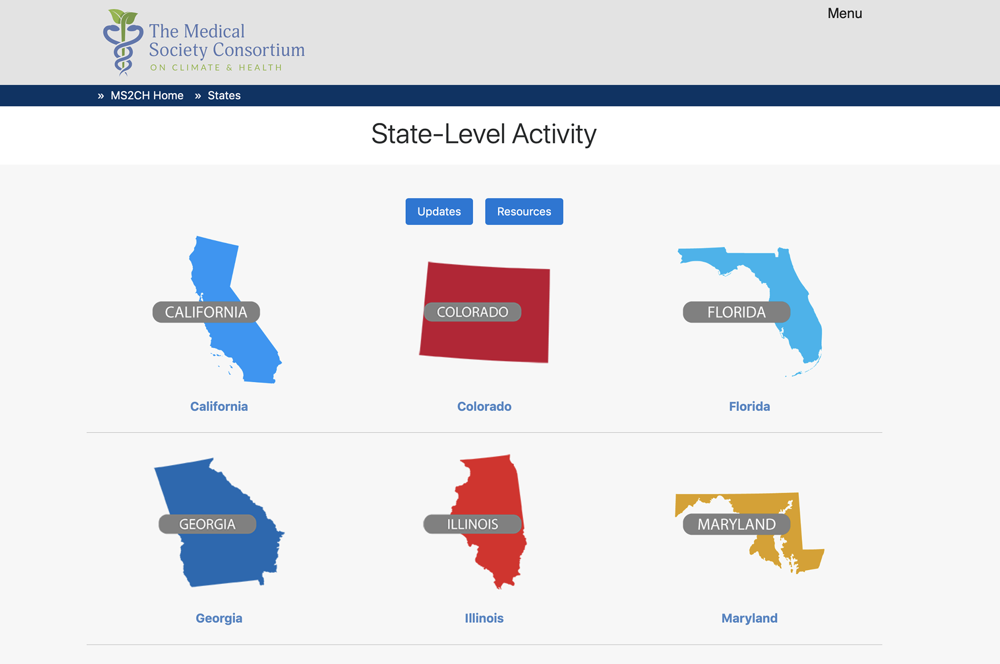 The Medical
Society Consortium
ON CLIMATE & HEALTH
Menu
» MS2CH Home » States
State-Level Activity
Updates Resources
CALIFORNIA COLORADO FLORIDA
California Colorado Florida
GEORGIA ILLINOIS MARYLAND
Georgia Illinois Maryland